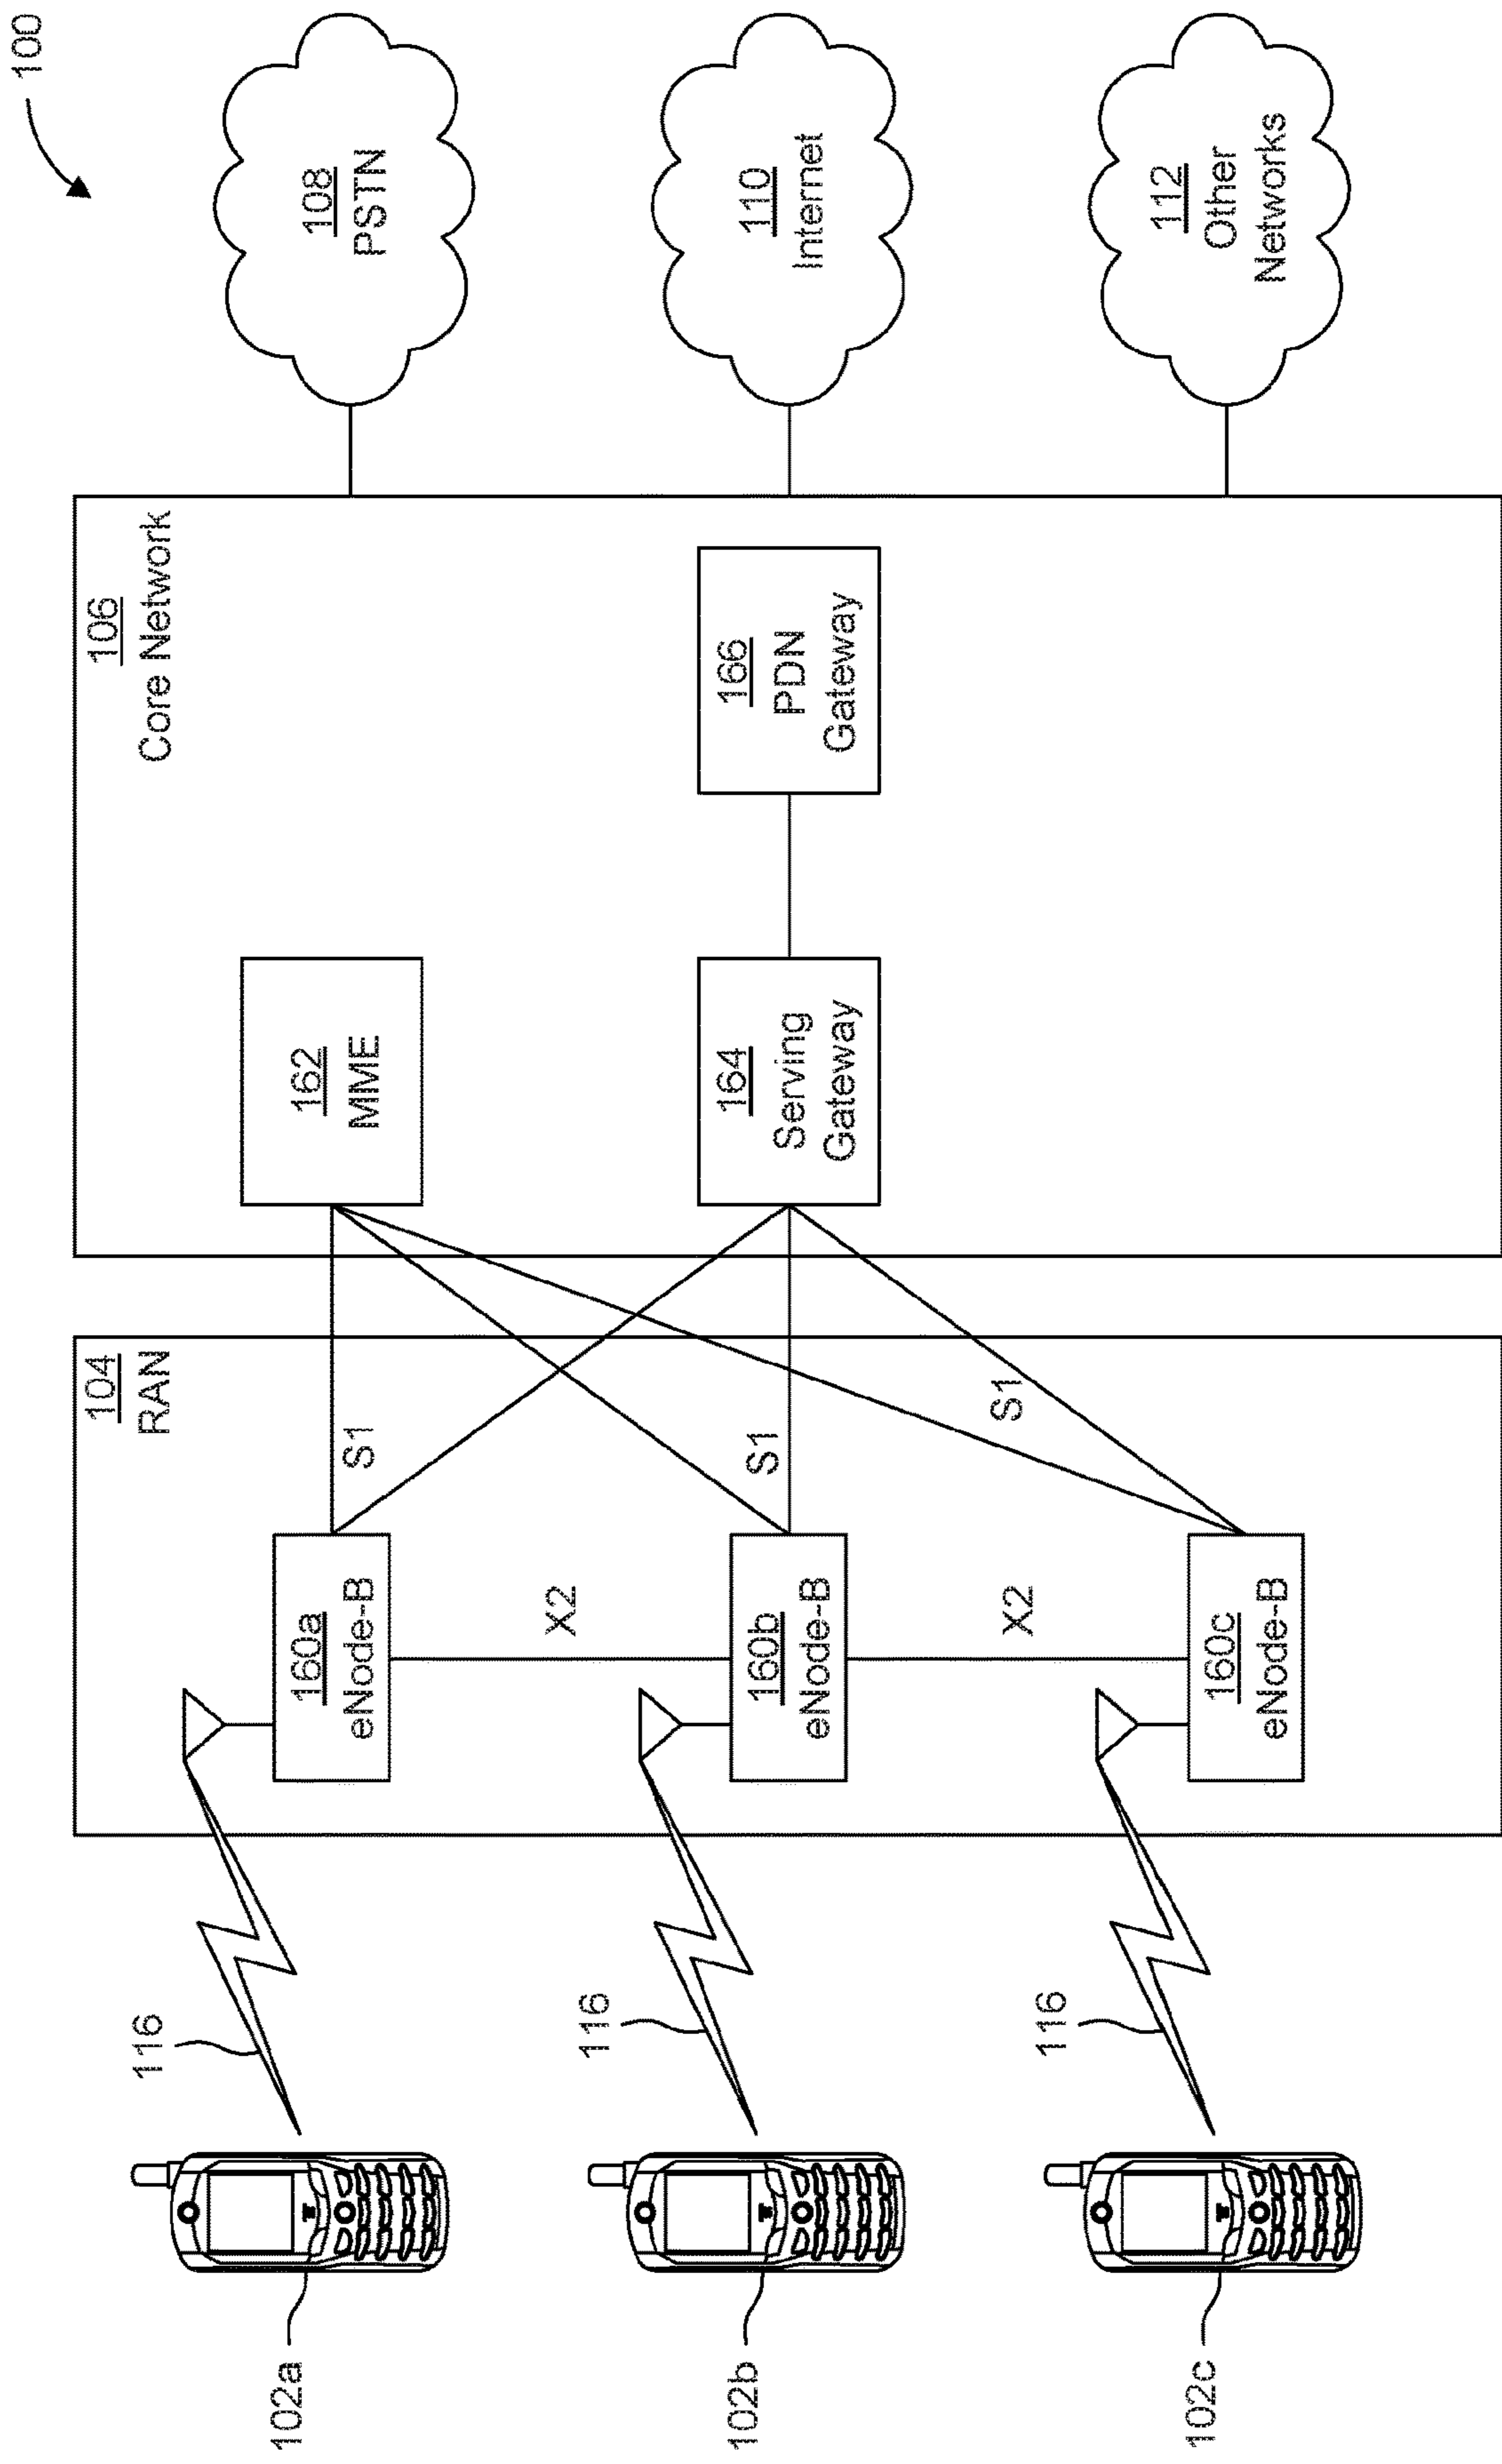 100
102a
116
104
RAN
160a
eNode-B
S1
X2
106
Core Network
162
MME
108
PSTN
102b
116
160b
eNode-B
S1
X2
164
Serving
Gateway
166
PDN
Gateway
110
Internet
102c
116
160c
eNode-B
S1
112
Other
Networks